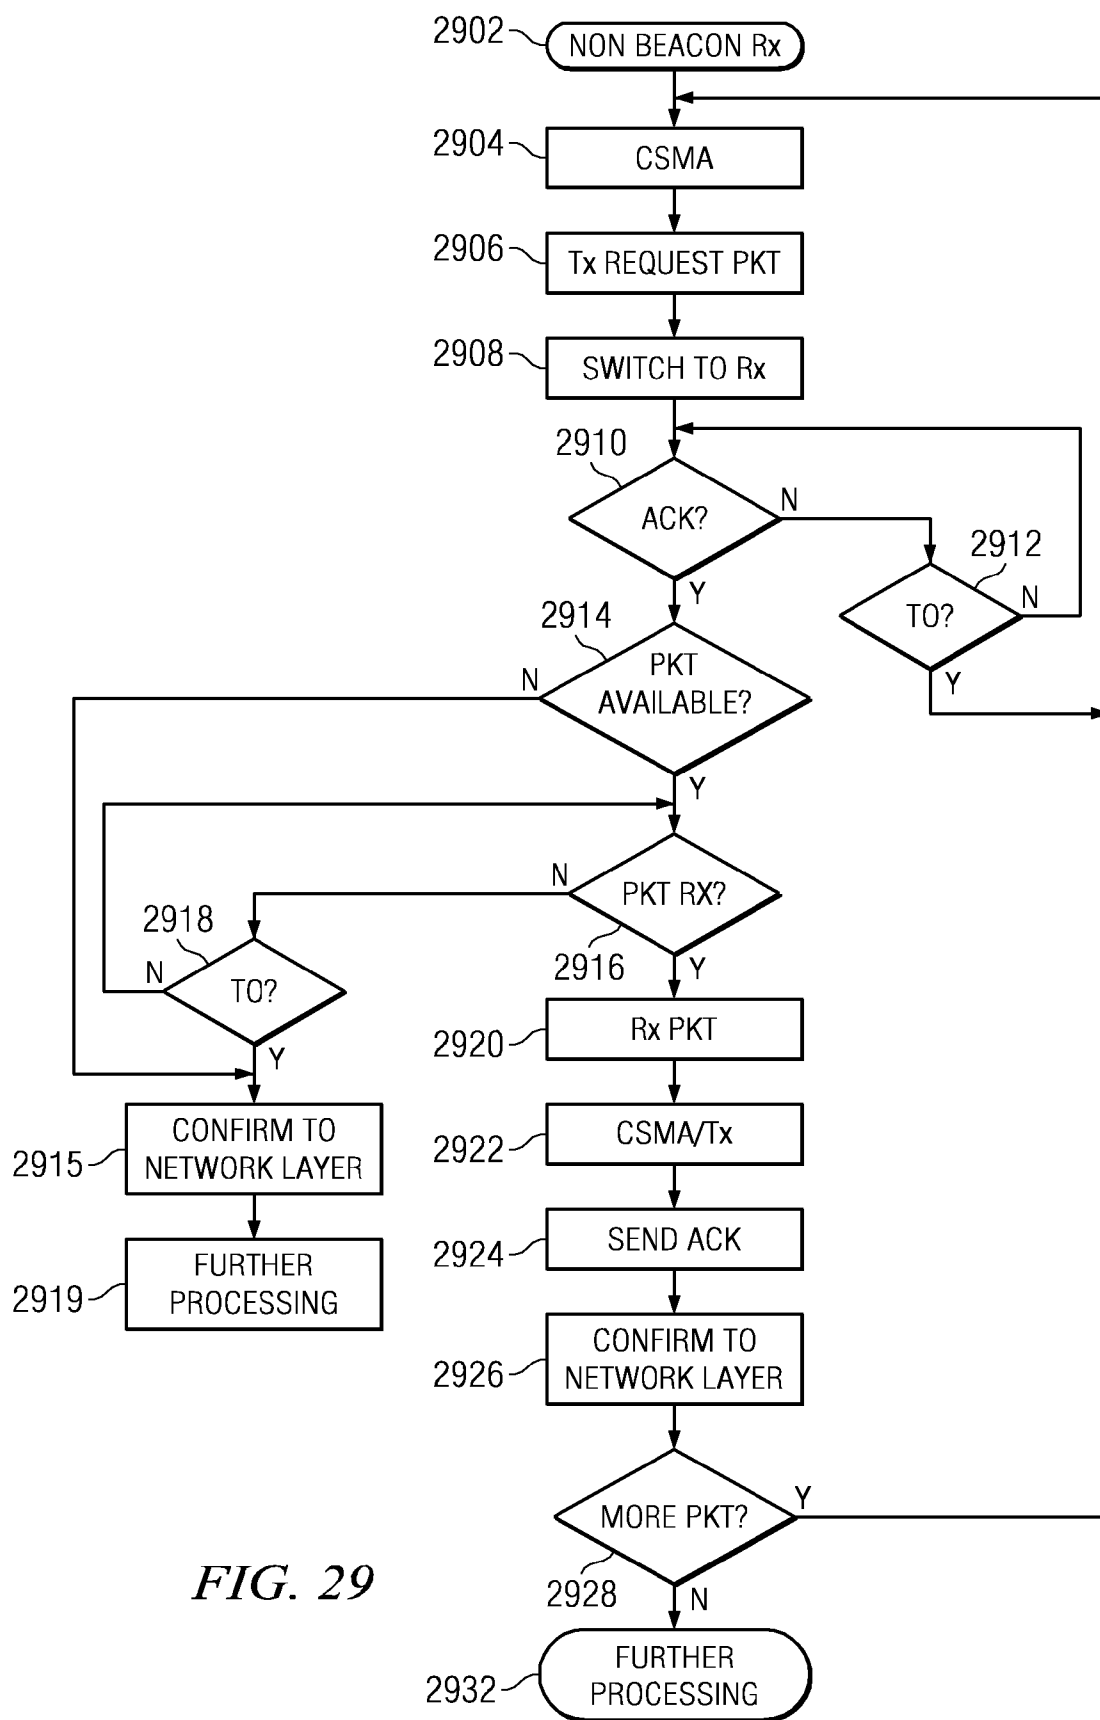 2902
NON BEACON Rx
2904
CSMA
2906
Tx REQUEST PKT
2908
SWITCH TO Rx
2910
ACK?
N
Y
2912
TO?
N
Y
2914
PKT
AVAILABLE?
N
Y
PKT RX?
2916
N
Y
2918
TO?
N
Y
2915
CONFIRM TO
NETWORK LAYER
2919
FURTHER
PROCESSING
2920
Rx PKT
2922
CSMA/Tx
2924
SEND ACK
2926
CONFIRM TO
NETWORK LAYER
MORE PKT?
Y
2928
N
2932
FURTHER
PROCESSING
FIG. 29